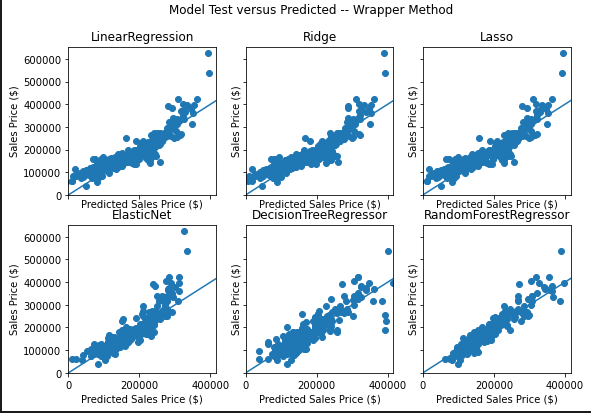 Model Test versus Predicted -- Wrapper Method
LinearRegression
Ridge
Lasso
600000
500000
400000
300000
200000
100000
0
Sales Price ($)
Sales Price ($)
Sales Price ($)
Predicted Sales Price ($)
Predicted Sales Price ($)
Predicted Sales Price ($)
ElasticNet
DecisionTreeRegressor
RandomForestRegressor
600000
500000
400000
300000
200000
100000
0
Sales Price ($)
Sales Price ($)
Sales Price ($)
0 200000 400000
0 200000 400000
0 200000 400000
Predicted Sales Price ($)
Predicted Sales Price ($)
Predicted Sales Price ($)